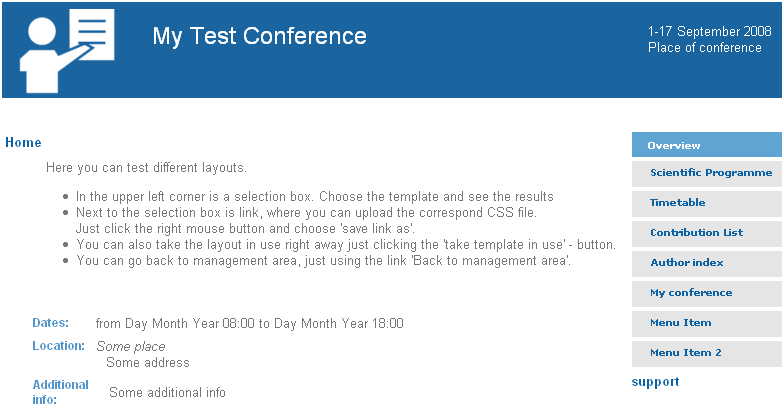 My Test Conference
1-17 September 2008
Place of conference
Home
Here you can test different layouts.
• In the upper left corner is a selection box. Choose the template and see the results
• Next to the selection box is link, where you can upload the correspond CSS file.
Just click the right mouse button and choose 'save link as'.
• You can also take the layout in use right away just clicking the 'take template in use' - button.
• You can go back to management area, just using the link 'Back to management area'.
Dates: from Day Month Year 08:00 to Day Month Year 18:00
Location: Some place
Some address
Additional info: Some additional info
Overview
Scientific Programme
Timetable
Contribution List
Author index
My conference
Menu Item
Menu Item 2
support